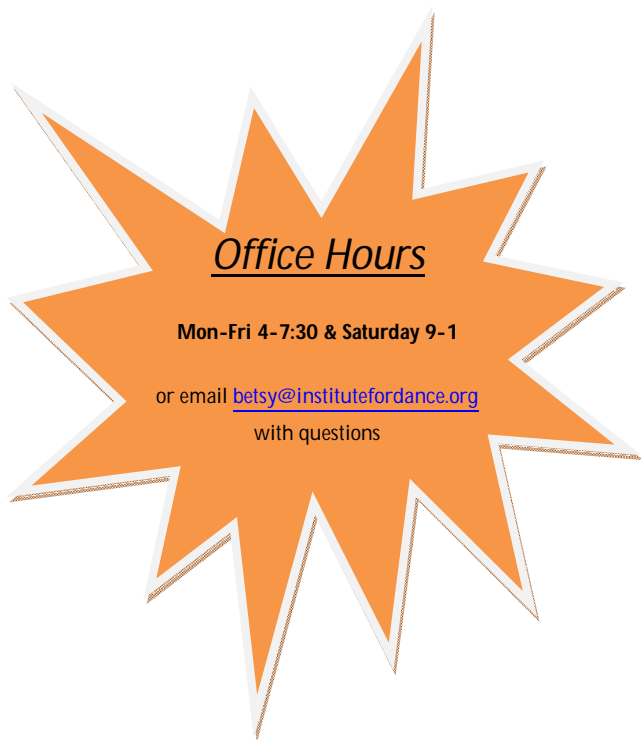 Office Hours
Mon-Fri 4-7:30 & Saturday 9-1
or email betsy@institutefordance.org
with questions